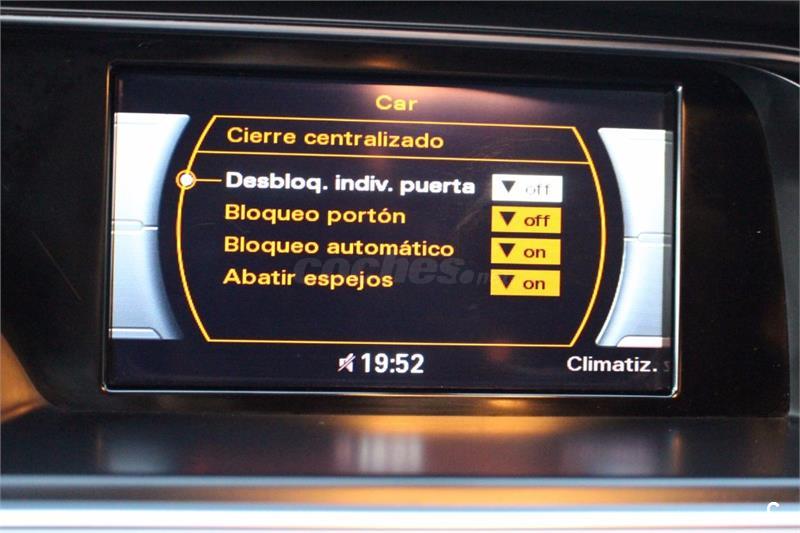 Car
Cierre centralizado
Desbloq. indiv. puerta ▼ off
Bloqueo portón ▼ off
Bloqueo automático ▼ on
Abatir espejos ▼ on
coches.n
19:52
Climatiz.
C